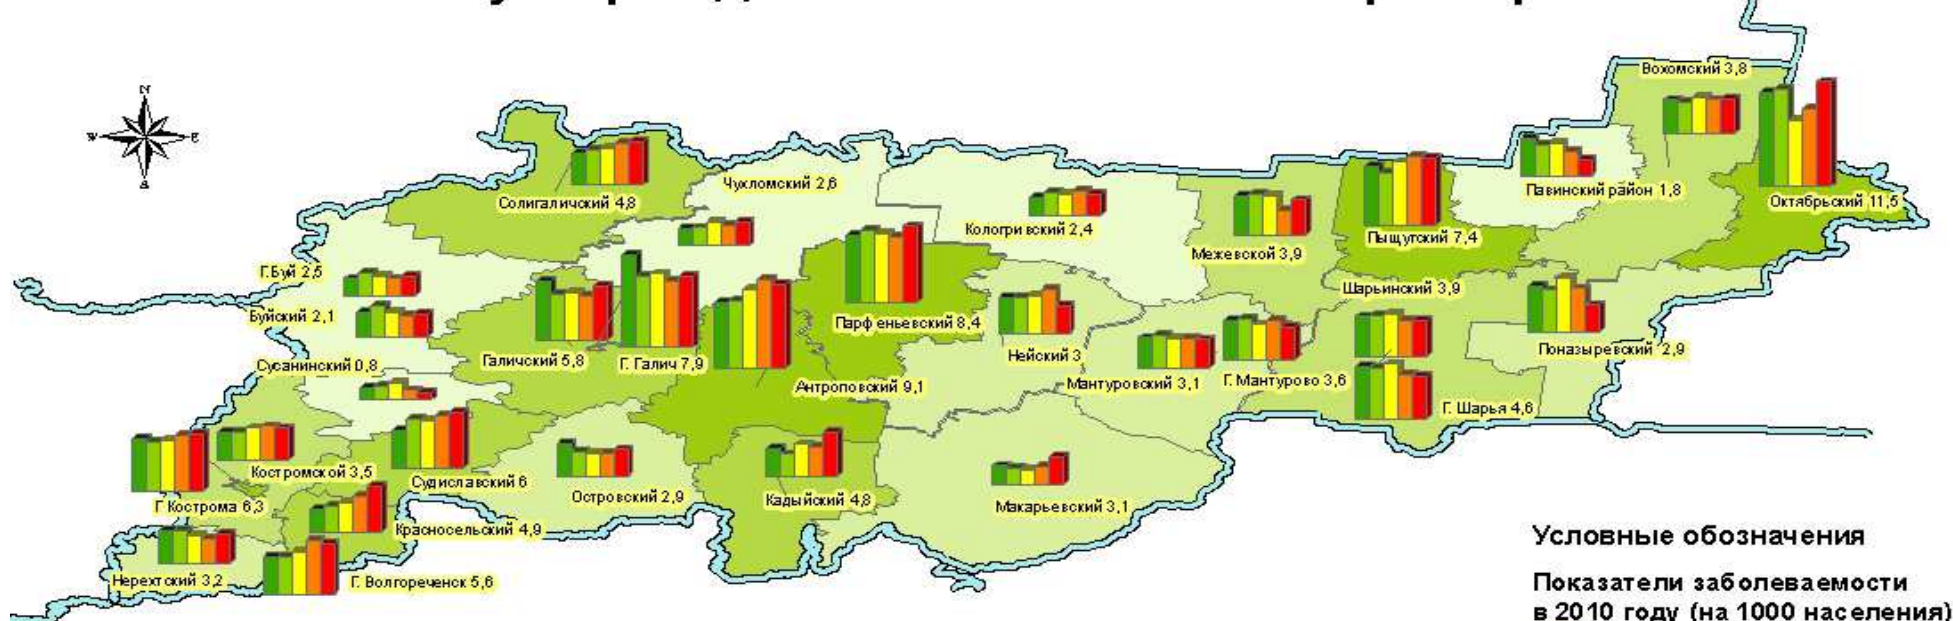 N
W
E
Вохомский 3,8
Солигаличский 4,8
Чухломский 2,6
Павинский район 1,8
Октябрьский 11,5
Кологривский 2,4
Пыщугский 7,4
Межевской 3,9
Г.Буй 2,5
Шарьинский 3,9
Буйский 2,1
Парфеньевский 8,4
Сусанинский 0,8
Галичский 5,8
Г. Галич 7,9
Нейский 3
Поназыревский 2,9
Антроповский 9,1
Мантуровский 3,1
Г. Мантурово 3,6
Г. Шарья 4,6
Костромской 3,5
Судиславский 6
Островский 2,9
Кадыйский 4,8
Г Кострома 6,3
Макарьевский 3,1
Красносельский 4,9
Нерехтский 3,2
Г. Волгореченск 5,6
Условные обозначения
Показатели заболеваемости
в 2010 году (на 1000 населения)